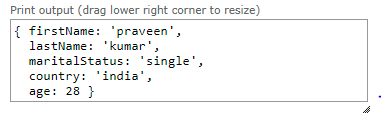 Print output (drag lower right corner to resize)
{ firstName: 'praveen',
  lastName: 'kumar',
  maritalStatus: 'single',
  country: 'india',
  age: 28 }